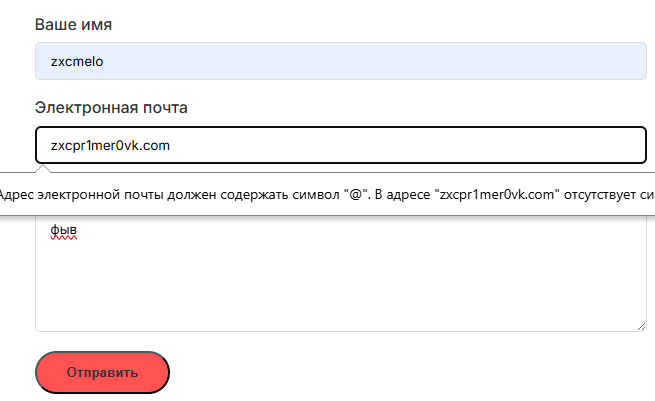 Ваше имя
zxcmelo
Электронная почта
zxcpr1mer0vk.com
Адрес электронной почты должен содержать символ "@". В адресе "zxcpr1mer0vk.com" отсутствует си
фыв
Отправить